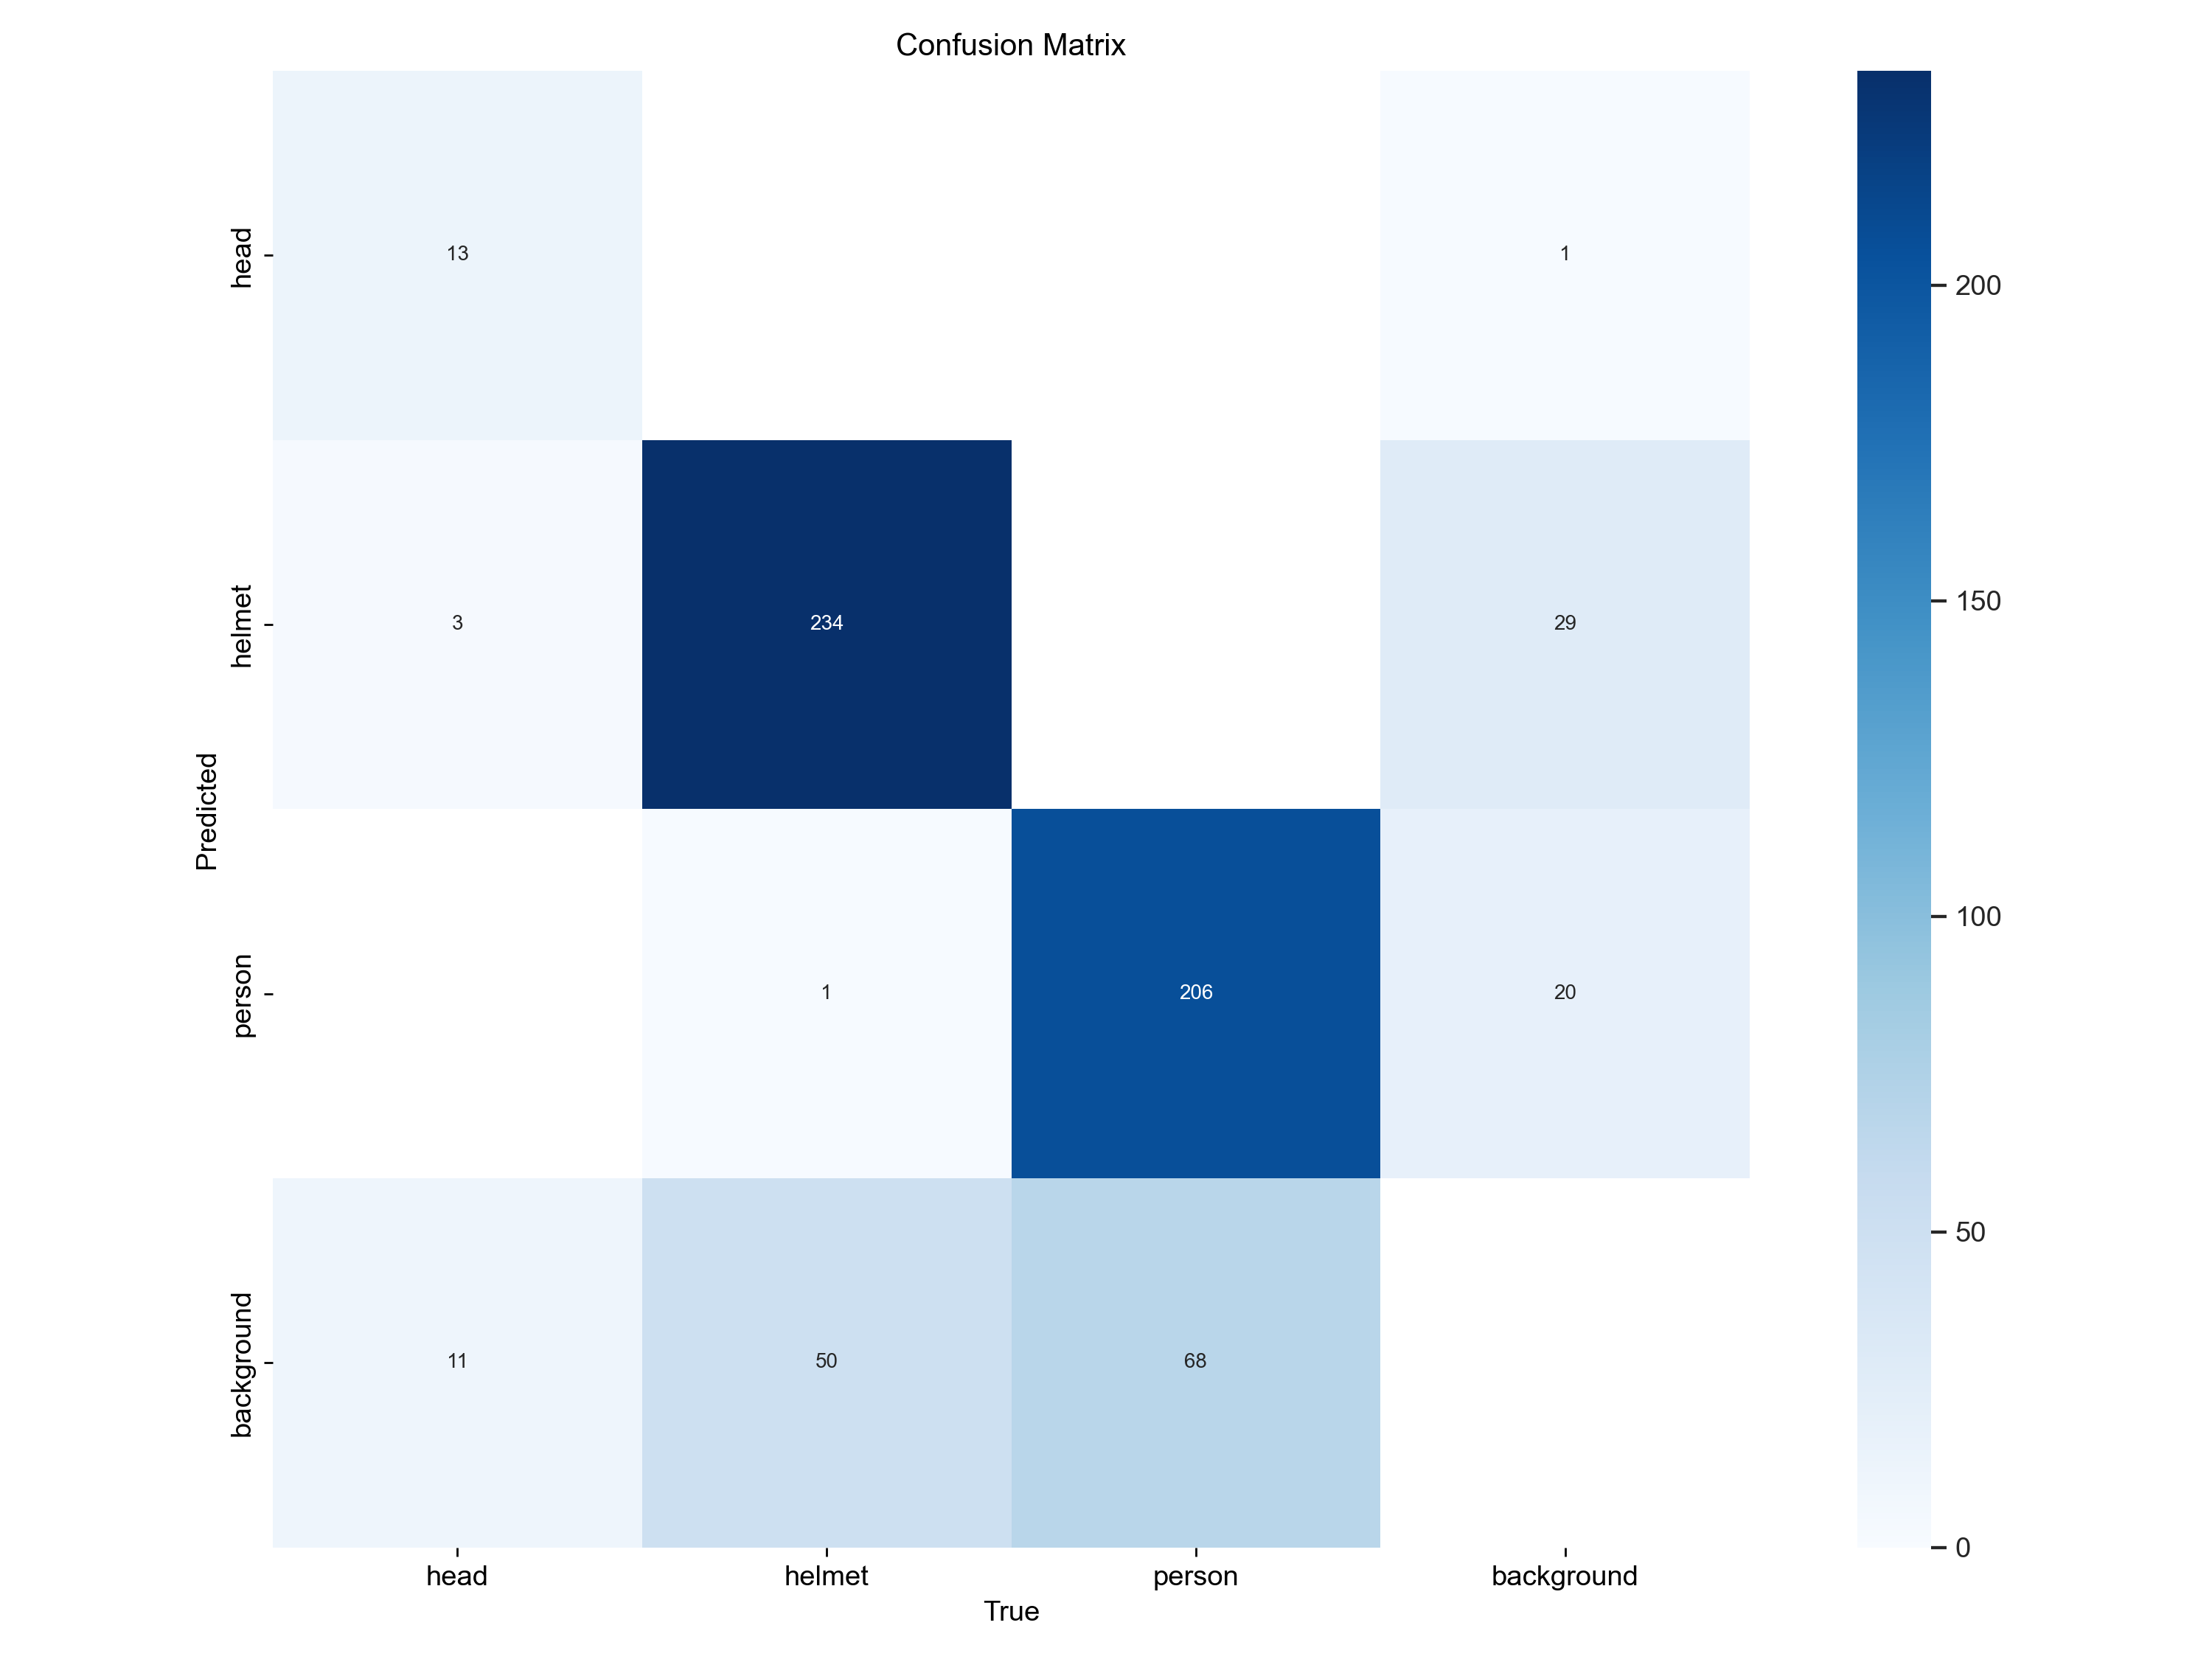 Confusion Matrix
head
13
1
200
helmet
3
234
29
150
Predicted
person
1
206
20
100
background
11
50
68
50
0
head
helmet
person
background
True